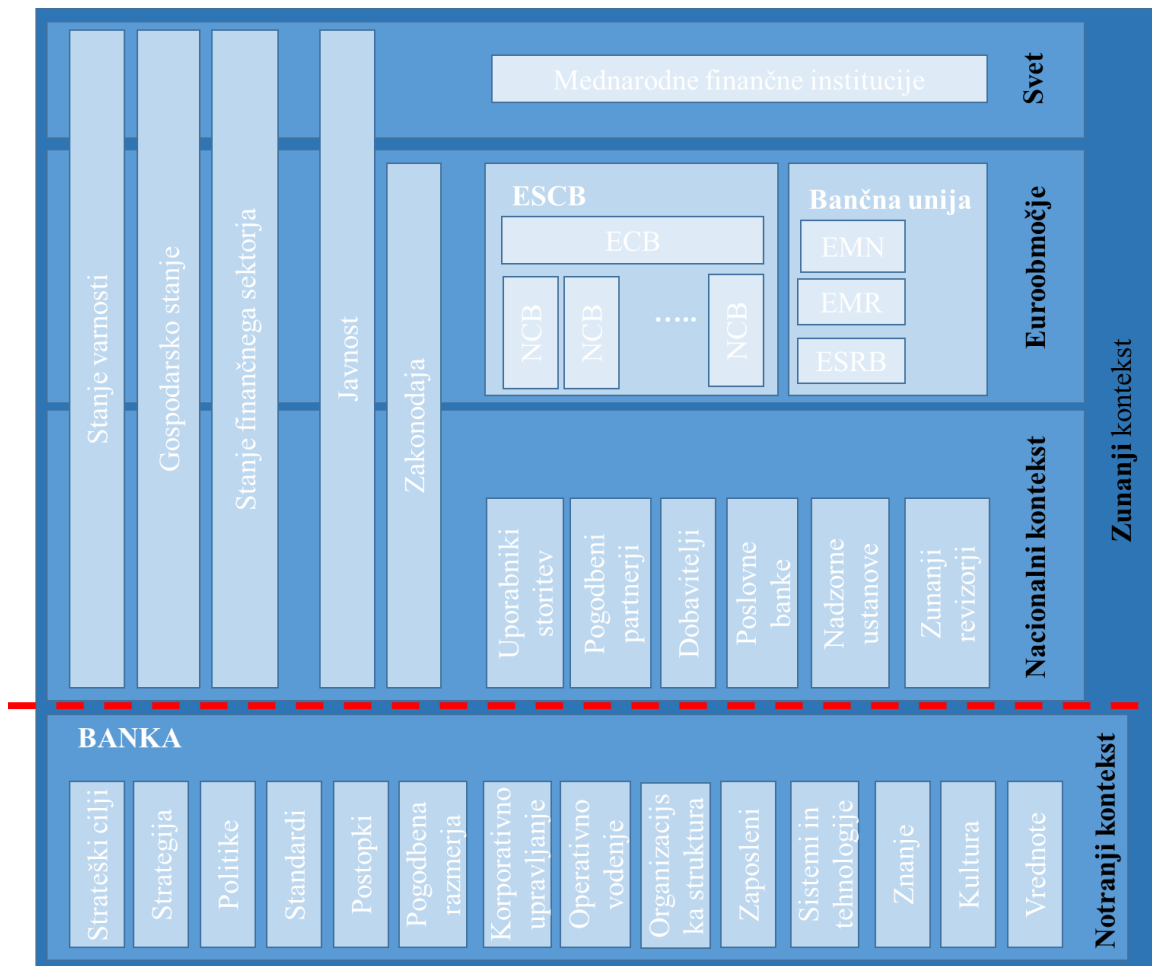 Svet
Mednarodne finančne institucije
Stanje varnosti
Gospodarsko stanje
Stanje finančnega sektorja
Javnost
Zakonodaja
ESCB
ECB
NCB
NCB
.....
NCB
Bančna unija
EMN
EMR
ESRB
Euroobmočje
Zunanji kontekst
Uporabniki
storitev
Pogodbeni
partnerji
Dobavitelji
Poslovne
banke
Nadzorne
ustanove
Zunanji
revizorji
Nacionalni kontekst
BANKA
Strateški cilji
Strategija
Politike
Standardi
Postopki
Pogodbena
razmerja
Korporativno
upravljanje
Operativno
vodenje
Organizacijs
ka struktura
Zaposleni
Sistemi in
tehnologije
Znanje
Kultura
Vrednote
Notranji kontekst